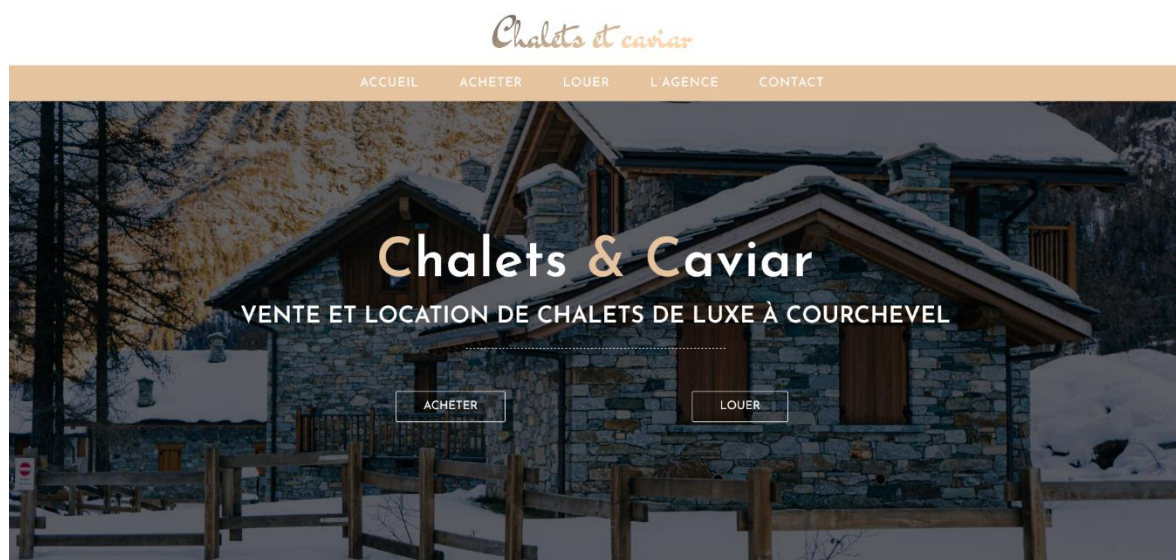 Chalets et caviar
ACCUEIL ACHETER LOUER L'AGENCE CONTACT
Chalets & Caviar
VENTE ET LOCATION DE CHALETS DE LUXE À COURCHEVEL
ACHETER LOUER